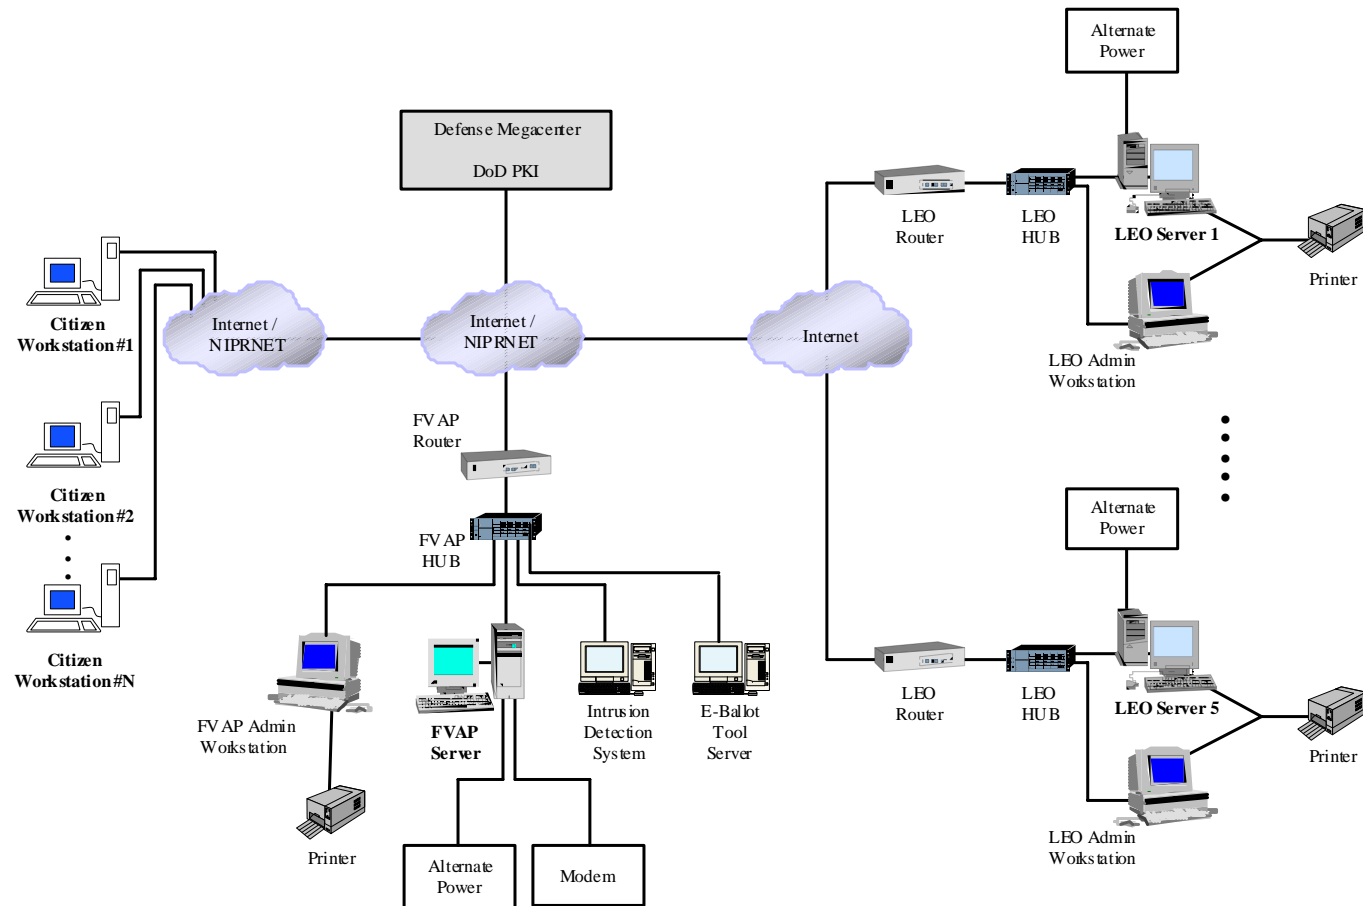 Alternate
Power
Defense Megacenter
DoD PKI
LEO
Router
LEO
HUB
LEO Server 1
Printer
Citizen
Workstation#1
Internet /
NIPRNET
Internet /
NIPRNET
Internet
LEO Admin
Workstation
FVAP
Router
Citizen
Workstation#2
Alternate
Power
FVAP
HUB
Citizen
Workstation#N
LEO
Router
LEO
HUB
LEO Server 5
Printer
FVAP Admin
Workstation
FVAP
Server
Intrusion
Detection
System
E-Ballot
Tool
Server
LEO Admin
Workstation
Printer
Alternate
Power
Modem